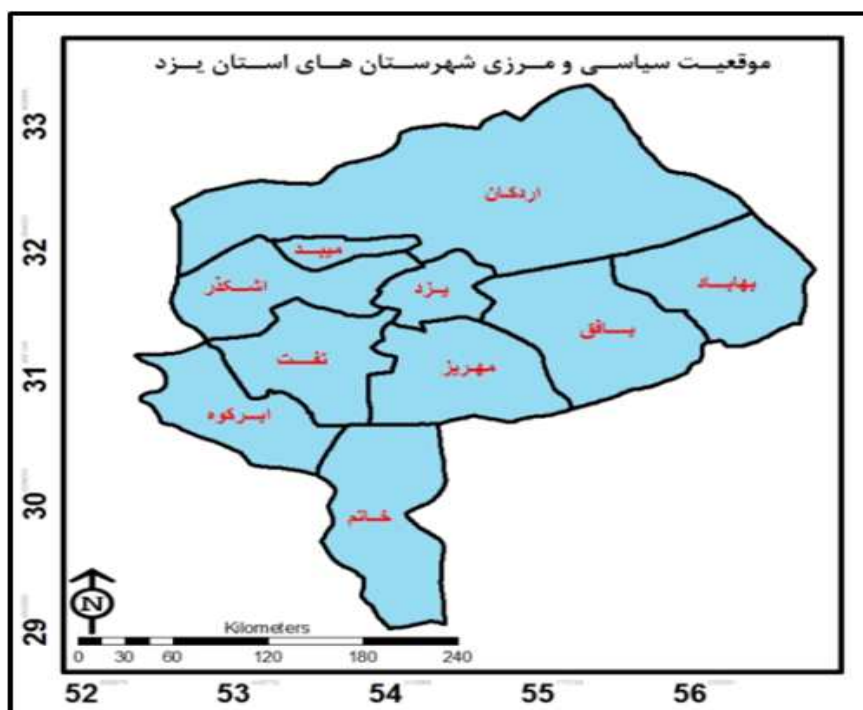 موقعیت سیاسی و مرزی شهرستان های استان یزد
33
اردکان
32
میبد
اشکذر
یزد
بهاباد
بافق
31
تفت
مهریز
ابرکوه
30
خاتم
N
29
Kilometers
0 15 30 60 120 180 240
52 53 54 55 56